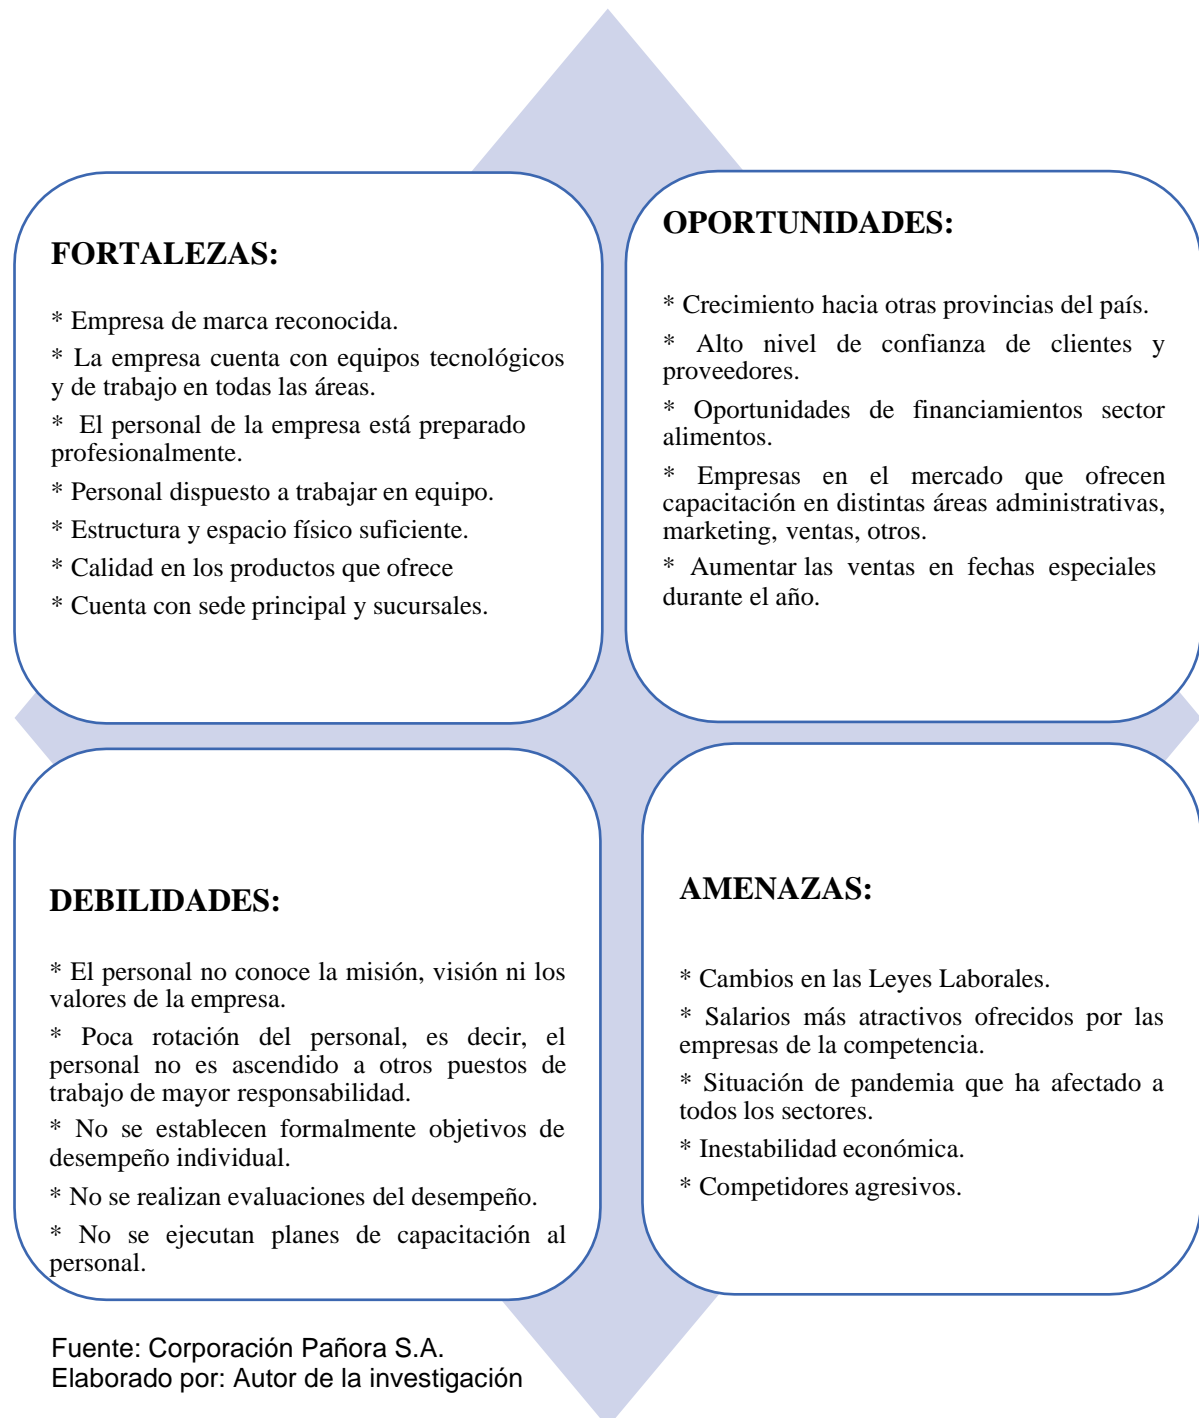 FORTALEZAS:
* Empresa de marca reconocida.
* La empresa cuenta con equipos tecnológicos
y de trabajo en todas las áreas.
* El personal de la empresa está preparado
profesionalmente.
* Personal dispuesto a trabajar en equipo.
* Estructura y espacio físico suficiente.
* Calidad en los productos que ofrece
* Cuenta con sede principal y sucursales.
OPORTUNIDADES:
* Crecimiento hacia otras provincias del país.
* Alto nivel de confianza de clientes y
proveedores.
* Oportunidades de financiamientos sector
alimentos.
* Empresas en el mercado que ofrecen
capacitación en distintas áreas administrativas,
marketing, ventas, otros.
* Aumentar las ventas en fechas especiales
durante el año.
DEBILIDADES:
* El personal no conoce la misión, visión ni los
valores de la empresa.
* Poca rotación del personal, es decir, el
personal no es ascendido a otros puestos de
trabajo de mayor responsabilidad.
* No se establecen formalmente objetivos de
desempeño individual.
* No se realizan evaluaciones del desempeño.
* No se ejecutan planes de capacitación al
personal.
AMENAZAS:
* Cambios en las Leyes Laborales.
* Salarios más atractivos ofrecidos por las
empresas de la competencia.
* Situación de pandemia que ha afectado a
todos los sectores.
* Inestabilidad económica.
* Competidores agresivos.
Fuente: Corporación Pañora S.A.
Elaborado por: Autor de la investigación